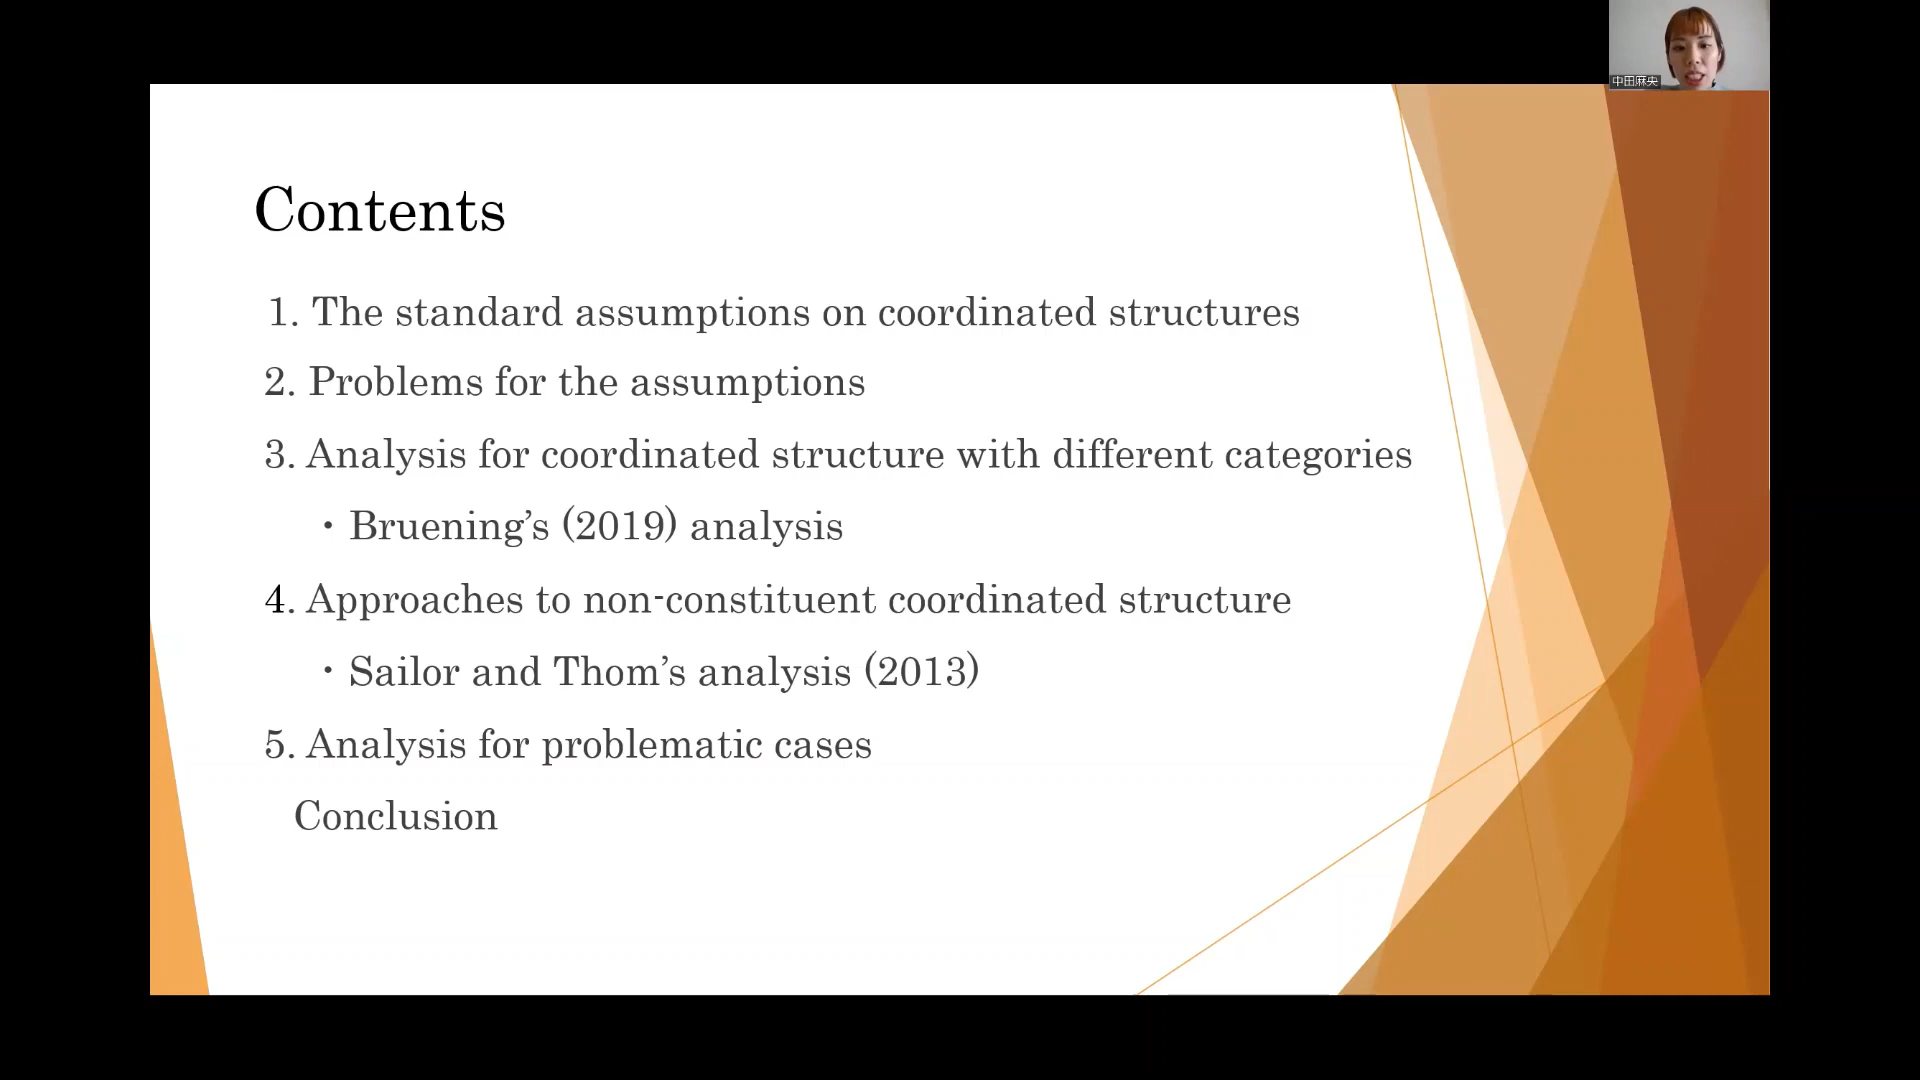 中田麻央
Contents
1. The standard assumptions on coordinated structures
2. Problems for the assumptions
3. Analysis for coordinated structure with different categories
・Bruening’s (2019) analysis
4. Approaches to non-constituent coordinated structure
・Sailor and Thom’s analysis (2013)
5. Analysis for problematic cases
Conclusion